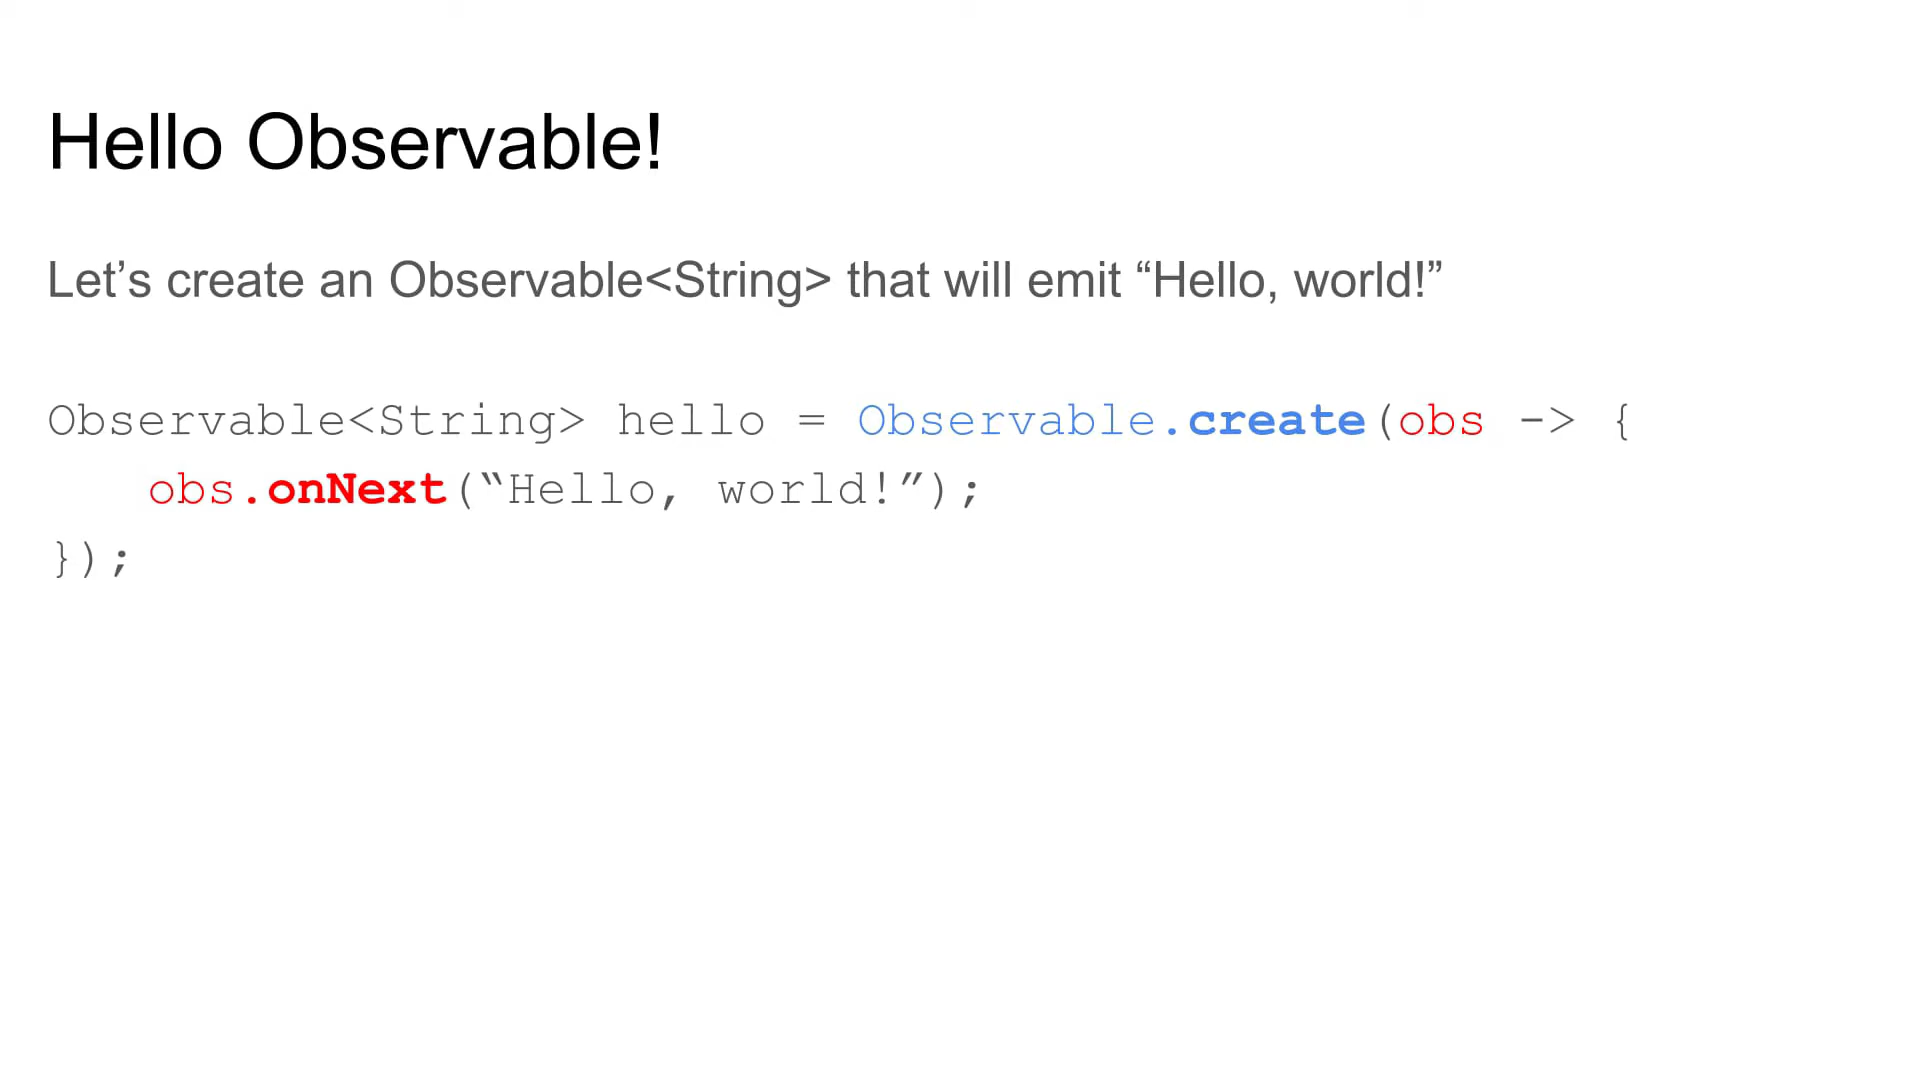 Hello Observable!
Let’s create an Observable<String> that will emit “Hello, world!”
Observable<String> hello = Observable.create(obs -> {
obs.onNext(“Hello, world!”);
});